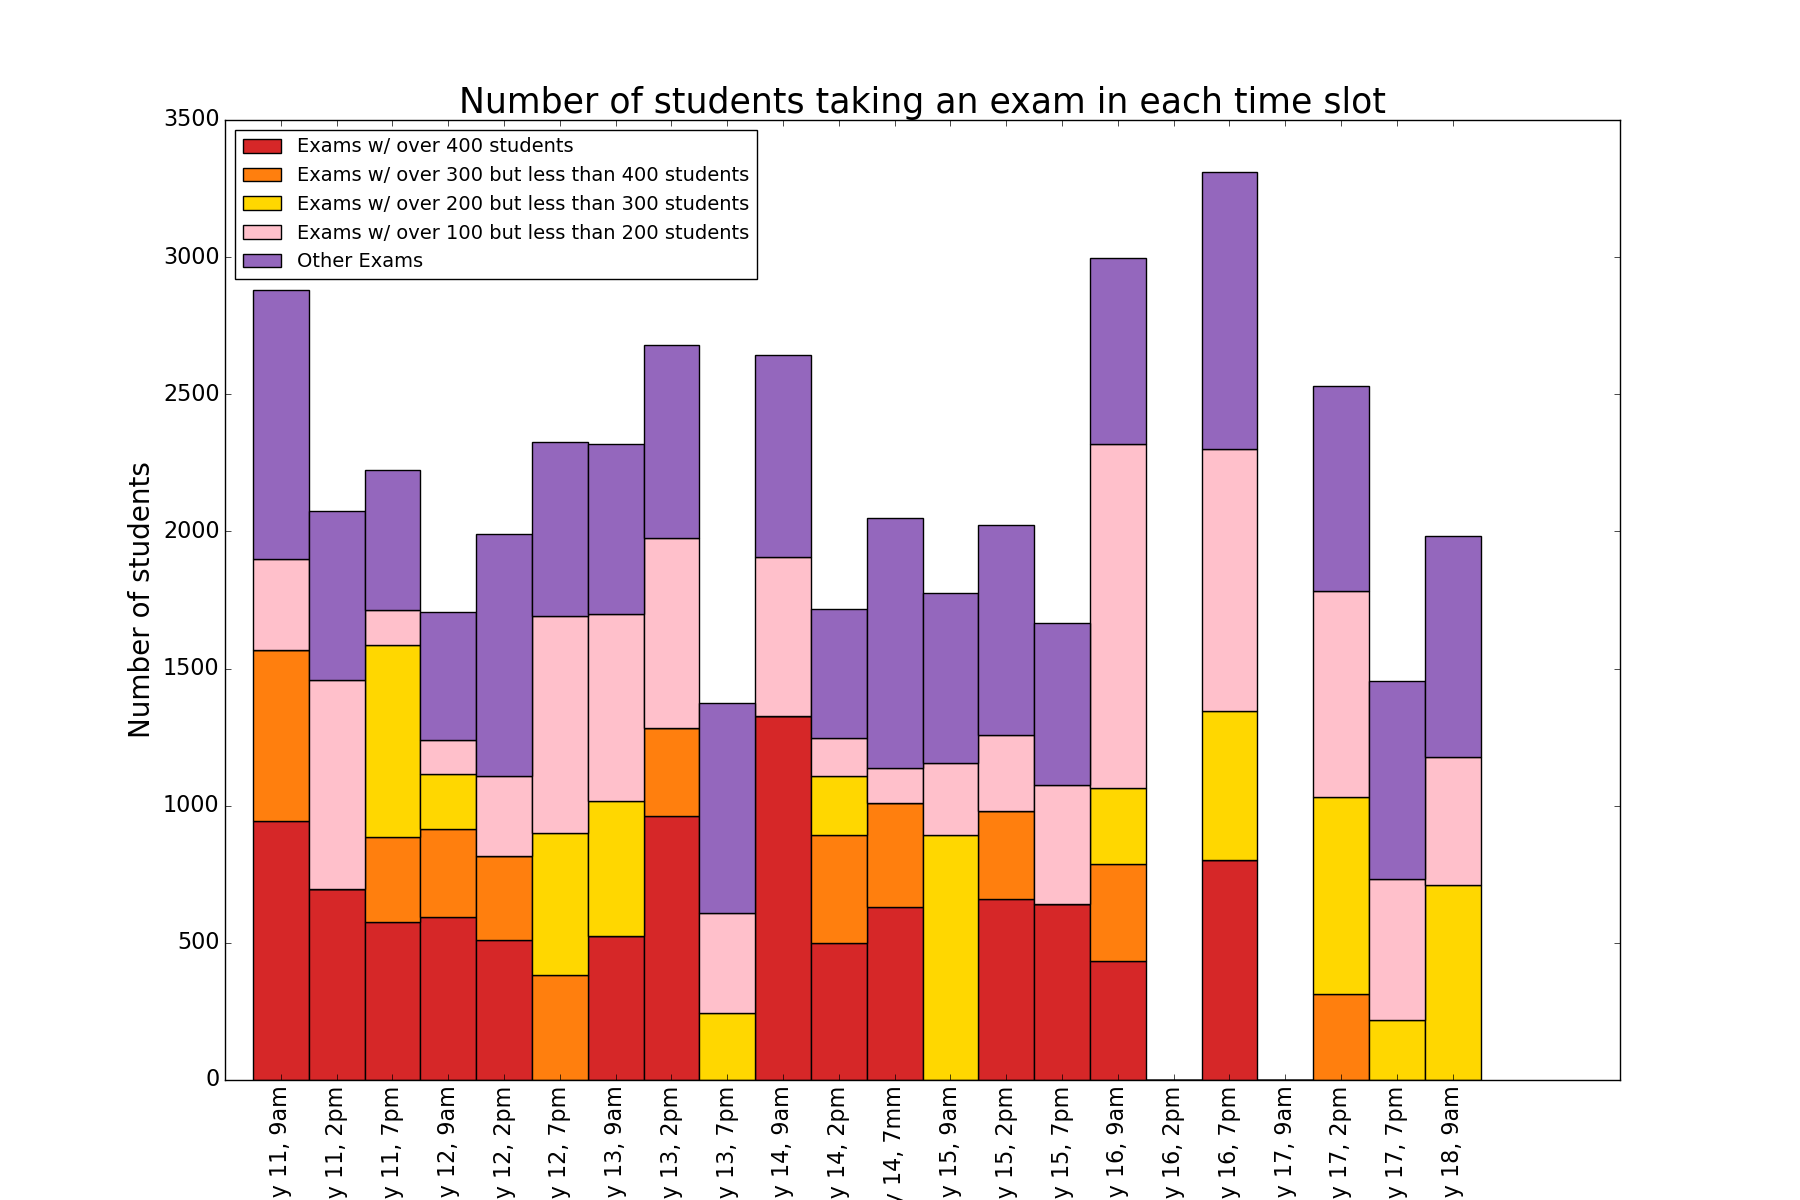 Number of students taking an exam in each time slot
Exams w/ over 400 students
Exams w/ over 300 but less than 400 students
Exams w/ over 200 but less than 300 students
Exams w/ over 100 but less than 200 students
Other Exams
3500
3000
2500
2000
1500
1000
500
0
Number of students
y 11, 9am
y 11, 2pm
y 11, 7pm
y 12, 9am
y 12, 2pm
y 12, 7pm
y 13, 9am
y 13, 2pm
y 13, 7pm
y 14, 9am
y 14, 2pm
y 14, 7mm
y 15, 9am
y 15, 2pm
y 15, 7pm
y 16, 9am
y 16, 2pm
y 16, 7pm
y 17, 9am
y 17, 2pm
y 17, 7pm
y 18, 9am